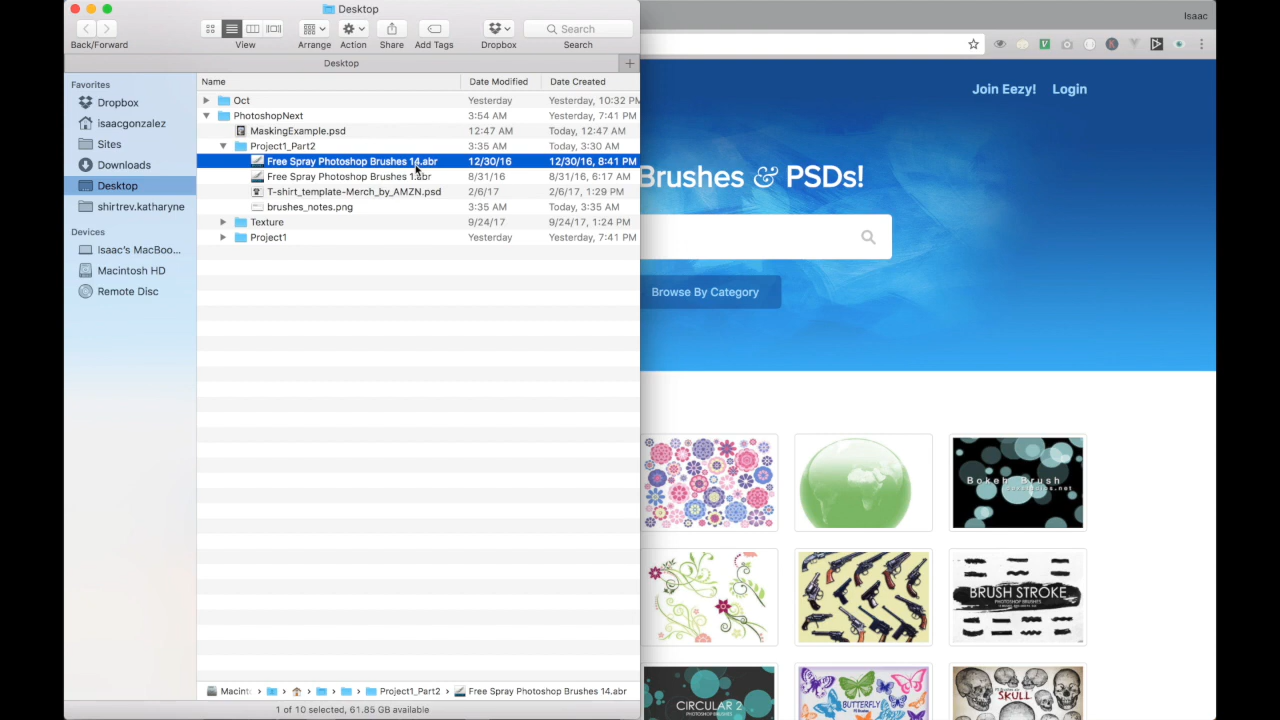 Desktop
Back/Forward
View
Arrange
Action
Share
Add Tags
Dropbox
Search
Search
Desktop
Favorites
Dropbox
isaacgonzalez
Sites
Downloads
Desktop
shirtrev.katharyne
Devices
Isaac's MacBoo...
Macintosh HD
Remote Disc
Name Date Modified Date Created
Oct Yesterday Yesterday, 10:32 PM
PhotoshopNext 3:54 AM Yesterday, 7:41 PM
MaskingExample.psd 12:47 AM Today, 12:47 AM
Project1_Part2 3:35 AM Today, 3:30 AM
Free Spray Photoshop Brushes 14.abr 12/30/16 12/30/16, 8:41 PM
Free Spray Photoshop Brushes 1.abr 8/31/16 8/31/16, 6:17 AM
T-shirt_template-Merch_by_AMZN.psd 2/6/17 2/6/17, 1:29 PM
brushes_notes.png 3:35 AM Today, 3:35 AM
Texture 9/24/17 9/24/17, 1:24 PM
Project1 Yesterday Yesterday, 7:41 PM
Macint
Project1_Part2
Free Spray Photoshop Brushes 14.abr
1 of 10 selected, 61.85 GB available
Isaac
Join Eezy! Login
Brushes & PSDs!
Browse By Category
Bokeh Brush
BRUSH STROKE
PHOTOSHOP BRUSHES
CIRCULAR 2
PHOTOSHOP BRUSHES
BUTTERFLY
SKULL